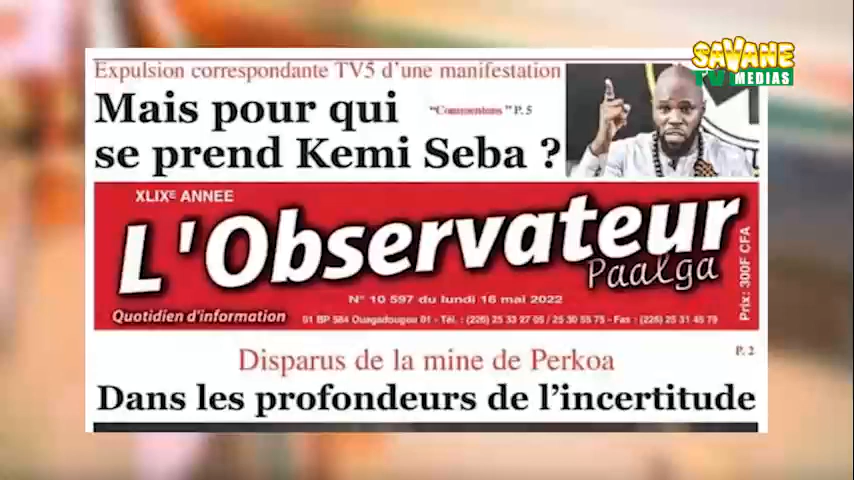 SAVANE
TV MEDIAS
Expulsion correspondante TV5 d'une manifestation
Mais pour qui
"Commentons" P. 5
se prend Kemi Seba ?
XLIXᴱ ANNEE
L'Observateur
Paalga
Prix: 300F CFA
N° 10 597 du lundi 16 mai 2022
Quotidien d'information
01 BP 584 Ouagadougou 01 - Tél. : (226) 25 33 27 05 / 25 30 55 75 - Fax : (226) 25 31 45 79
P. 2
Disparus de la mine de Perkoa
Dans les profondeurs de l'incertitude